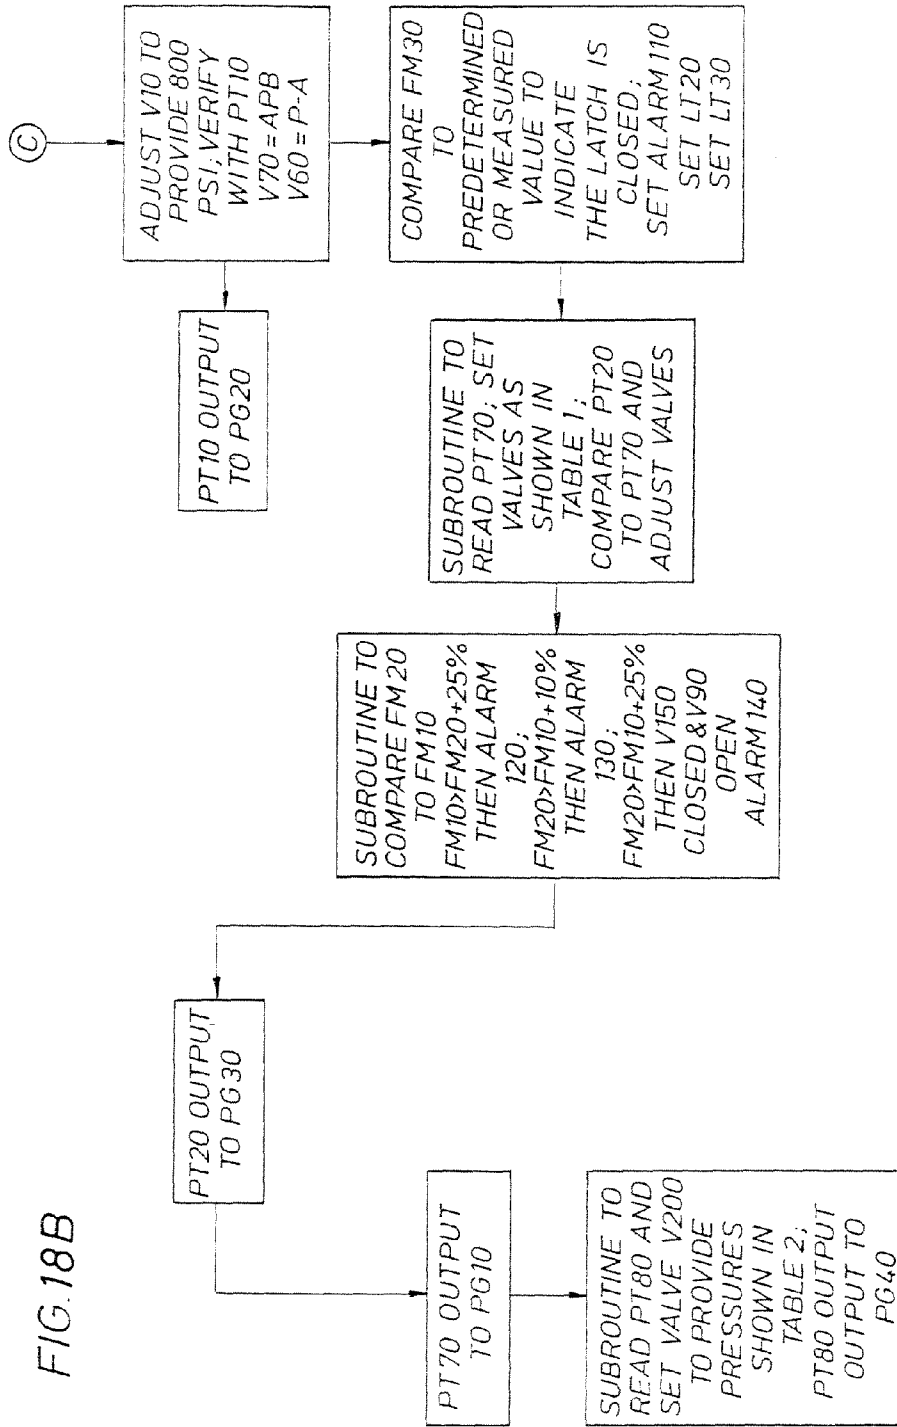 FIG. 18B
C
ADJUST V10 TO
PROVIDE 800
PSI, VERIFY
WITH PT10
V70 = APB
V60 = P-A
PT10 OUTPUT
TO PG20
COMPARE FM30
TO
PREDETERMINED
OR MEASURED
VALUE TO
INDICATE
THE LATCH IS
CLOSED;
SET ALARM 110
SET LT20
SET LT30
SUBROUTINE TO
READ PT70; SET
VALVES AS
SHOWN IN
TABLE 1;
COMPARE PT20
TO PT70 AND
ADJUST VALVES
SUBROUTINE TO
COMPARE FM20
TO FM10
FM10>FM20+25%
THEN ALARM
120;
FM20>FM10+10%
THEN ALARM
130;
FM20>FM10+25%
THEN V150
CLOSED & V90
OPEN
ALARM 140
PT20 OUTPUT
TO PG30
PT70 OUTPUT
TO PG10
SUBROUTINE TO
READ PT80 AND
SET VALVE V200
TO PROVIDE
PRESSURES
SHOWN IN
TABLE 2;
PT80 OUTPUT
OUTPUT TO
PG40